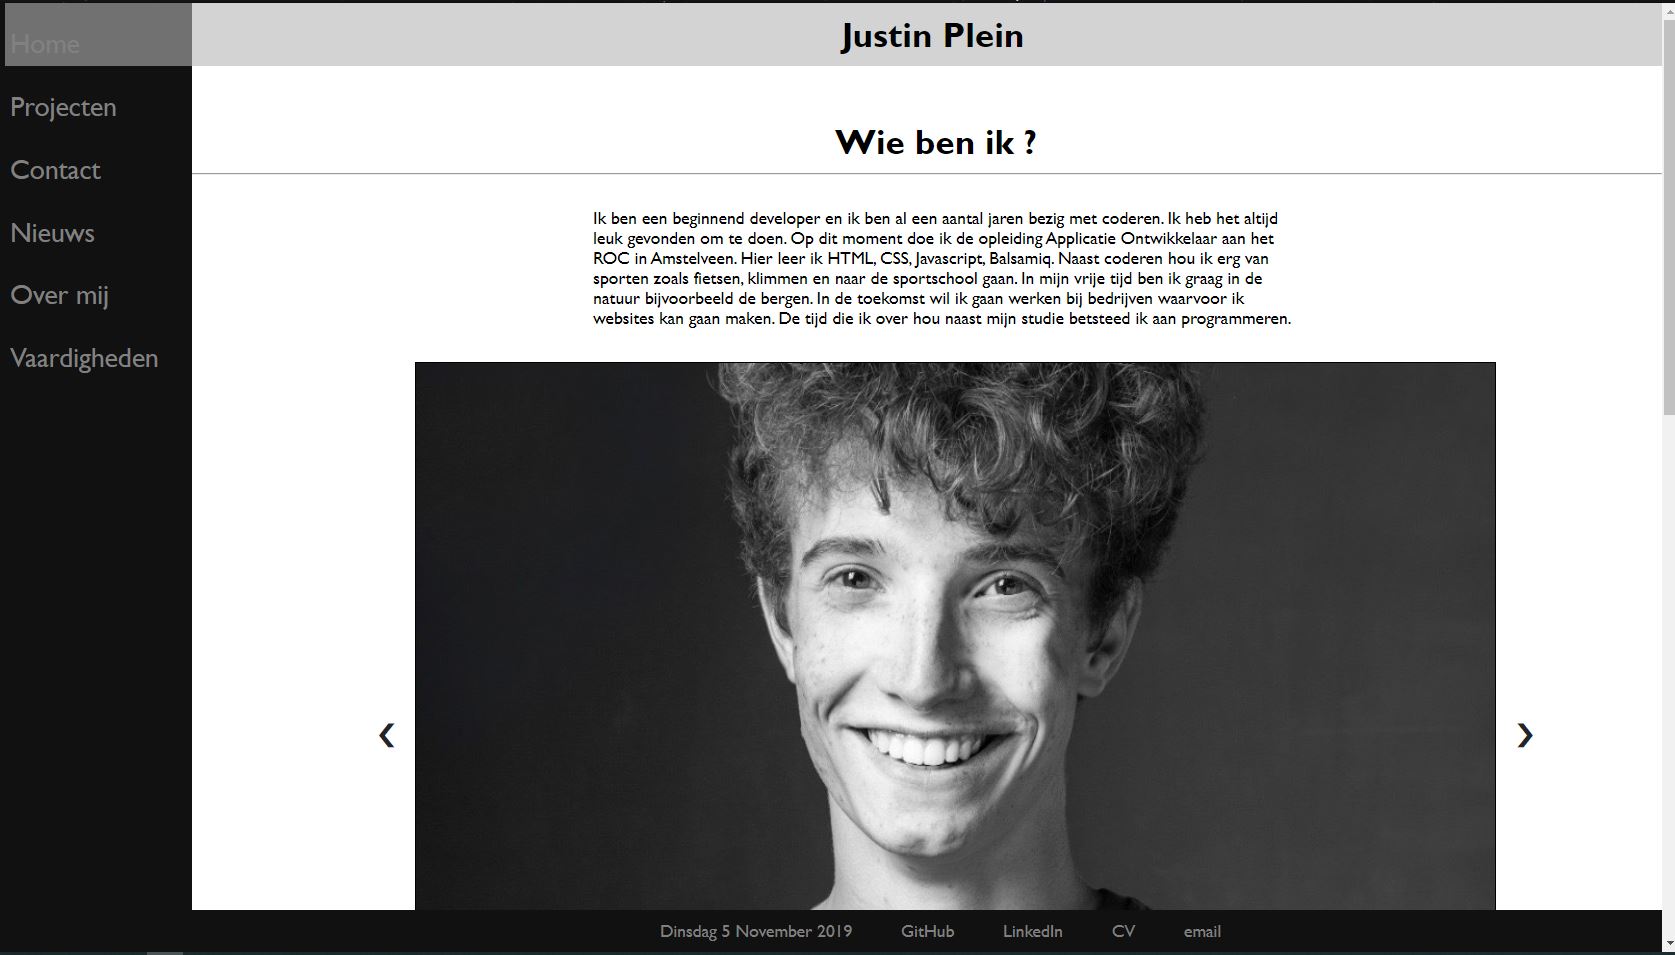 Home
Projecten
Contact
Nieuws
Over mij
Vaardigheden
Justin Plein
Wie ben ik ?
Ik ben een beginnend developer en ik ben al een aantal jaren bezig met coderen. Ik heb het altijd
leuk gevonden om te doen. Op dit moment doe ik de opleiding Applicatie Ontwikkelaar aan het
ROC in Amstelveen. Hier leer ik HTML, CSS, Javascript, Balsamiq. Naast coderen hou ik erg van
sporten zoals fietsen, klimmen en naar de sportschool gaan. In mijn vrije tijd ben ik graag in de
natuur bijvoorbeeld de bergen. In de toekomst wil ik gaan werken bij bedrijven waarvoor ik
websites kan gaan maken. De tijd die ik over hou naast mijn studie betsteed ik aan programmeren.
❮ ❯
Dinsdag 5 November 2019 GitHub LinkedIn CV email